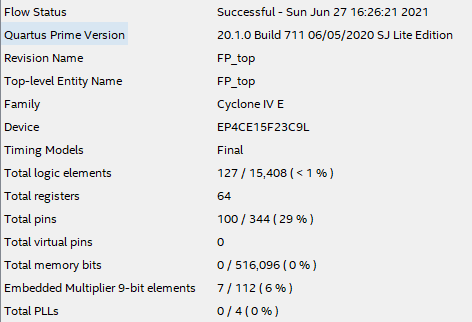 Flow Status Successful - Sun Jun 27 16:26:21 2021
Quartus Prime Version 20.1.0 Build 711 06/05/2020 SJ Lite Edition
Revision Name FP_top
Top-level Entity Name FP_top
Family Cyclone IV E
Device EP4CE15F23C9L
Timing Models Final
Total logic elements 127 / 15,408 ( < 1 % )
Total registers 64
Total pins 100 / 344 ( 29 % )
Total virtual pins 0
Total memory bits 0 / 516,096 ( 0 % )
Embedded Multiplier 9-bit elements 7 / 112 ( 6 % )
Total PLLs 0 / 4 ( 0 % )